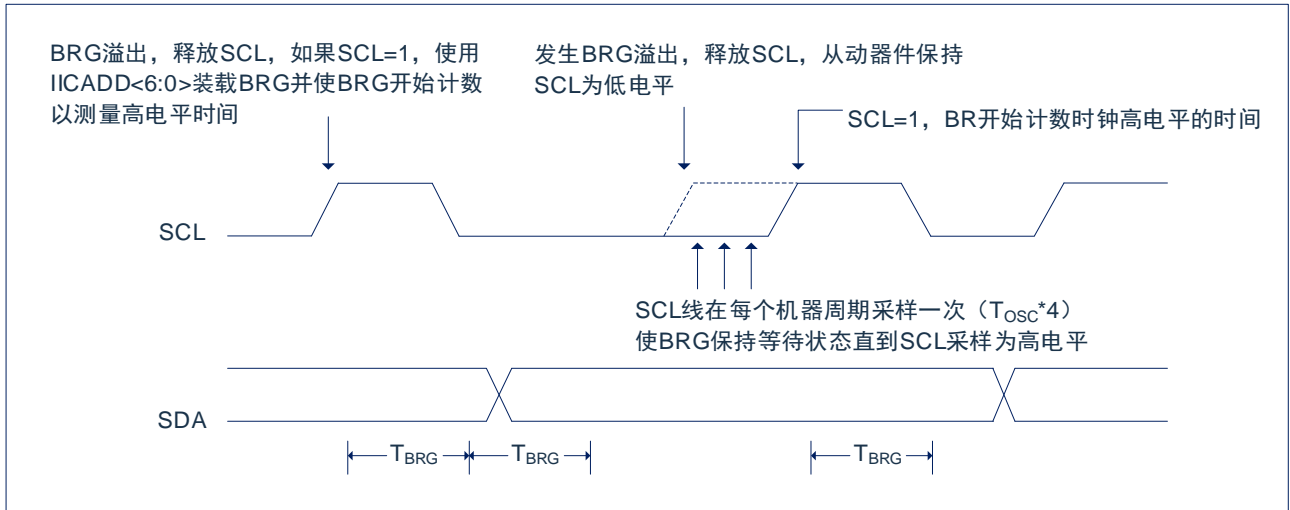 BRG溢出，释放SCL，如果SCL=1，使用
IICADD<6:0>装载BRG并使BRG开始计数
以测量高电平时间
发生BRG溢出，释放SCL，从动器件保持
SCL为低电平
SCL=1，BR开始计数时钟高电平的时间
SCL
SCL线在每个机器周期采样一次（TOSC*4）
使BRG保持等待状态直到SCL采样为高电平
SDA
TBRG
TBRG
TBRG